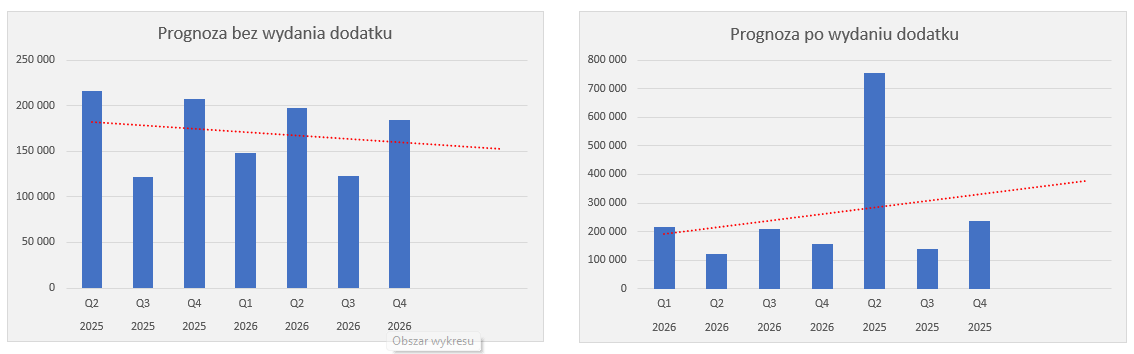 Prognoza bez wydania dodatku
250 000
200 000
150 000
100 000
50 000
0
Q2 Q3 Q4 Q1 Q2 Q3 Q4
2025 2025 2025 2026 2026 2026 2026
Obszar wykresu
Prognoza po wydaniu dodatku
800 000
700 000
600 000
500 000
400 000
300 000
200 000
100 000
0
Q1 Q2 Q3 Q4 Q2 Q3 Q4
2026 2026 2026 2026 2025 2025 2025